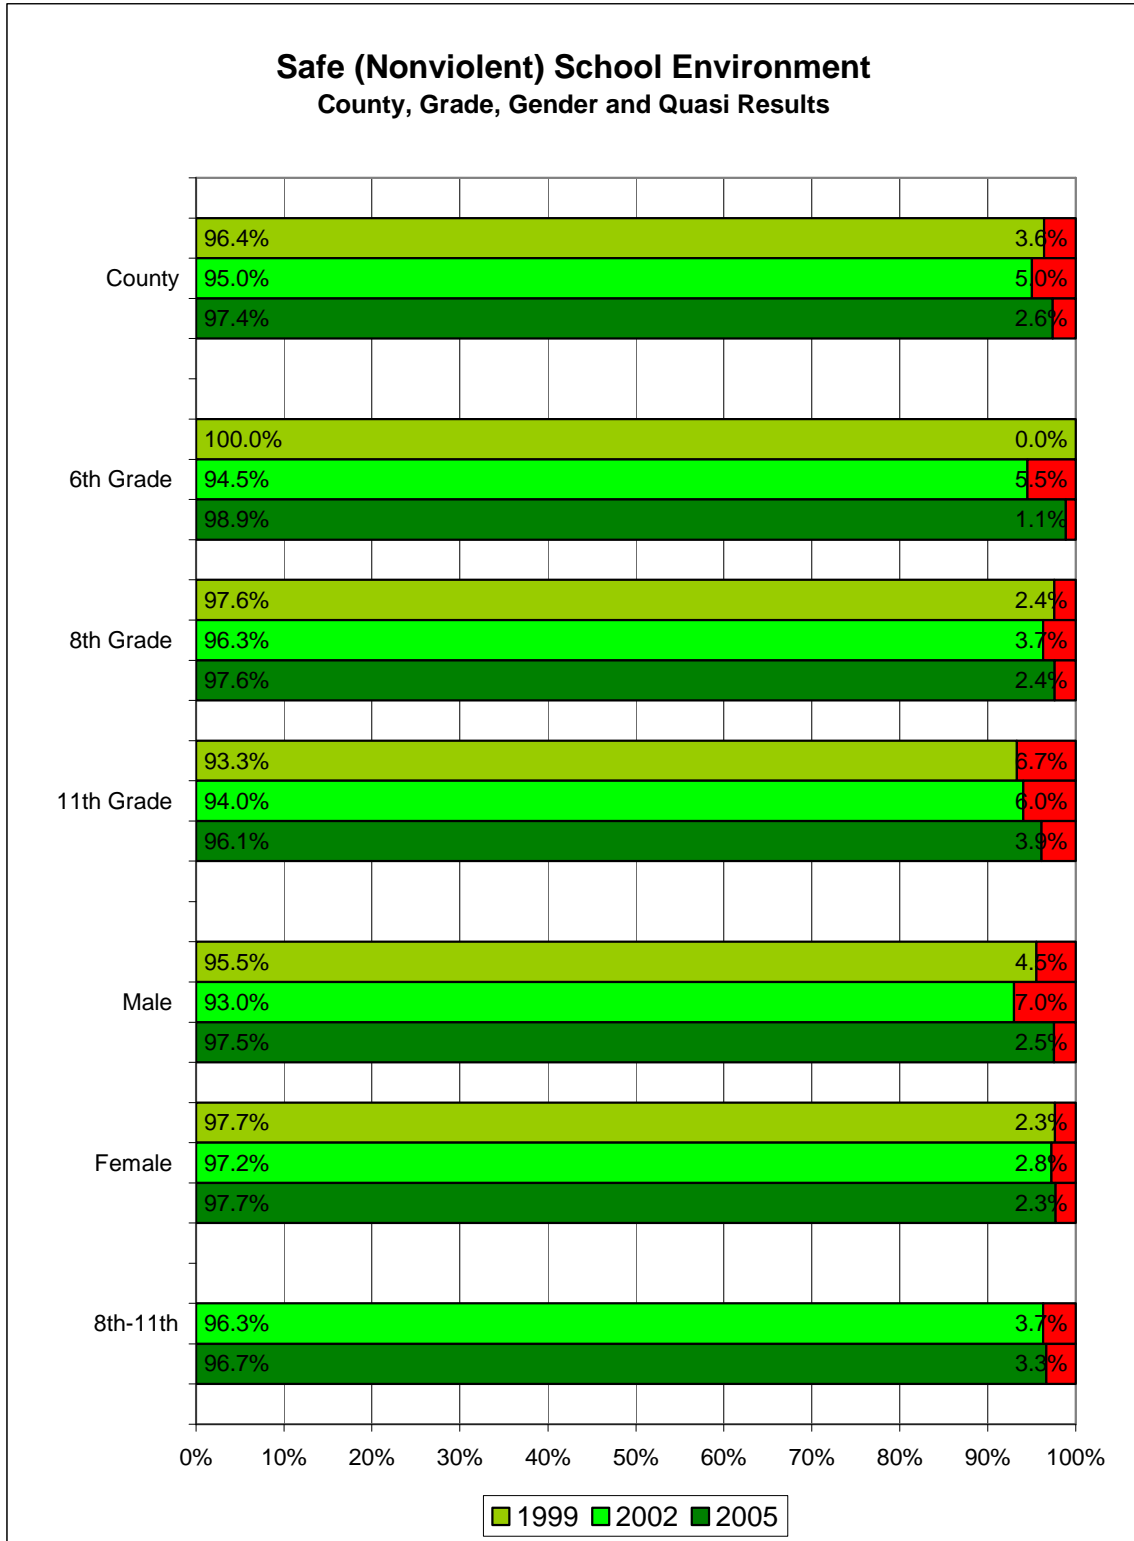 Safe (Nonviolent) School Environment
County, Grade, Gender and Quasi Results
96.4% 3.6%
County 95.0% 5.0%
97.4% 2.6%
100.0% 0.0%
6th Grade 94.5% 5.5%
98.9% 1.1%
97.6% 2.4%
8th Grade 96.3% 3.7%
97.6% 2.4%
93.3% 6.7%
11th Grade 94.0% 6.0%
96.1% 3.9%
95.5% 4.5%
Male 93.0% 7.0%
97.5% 2.5%
97.7% 2.3%
Female 97.2% 2.8%
97.7% 2.3%
8th-11th 96.3% 3.7%
96.7% 3.3%
0% 10% 20% 30% 40% 50% 60% 70% 80% 90% 100%
1999 2002 2005